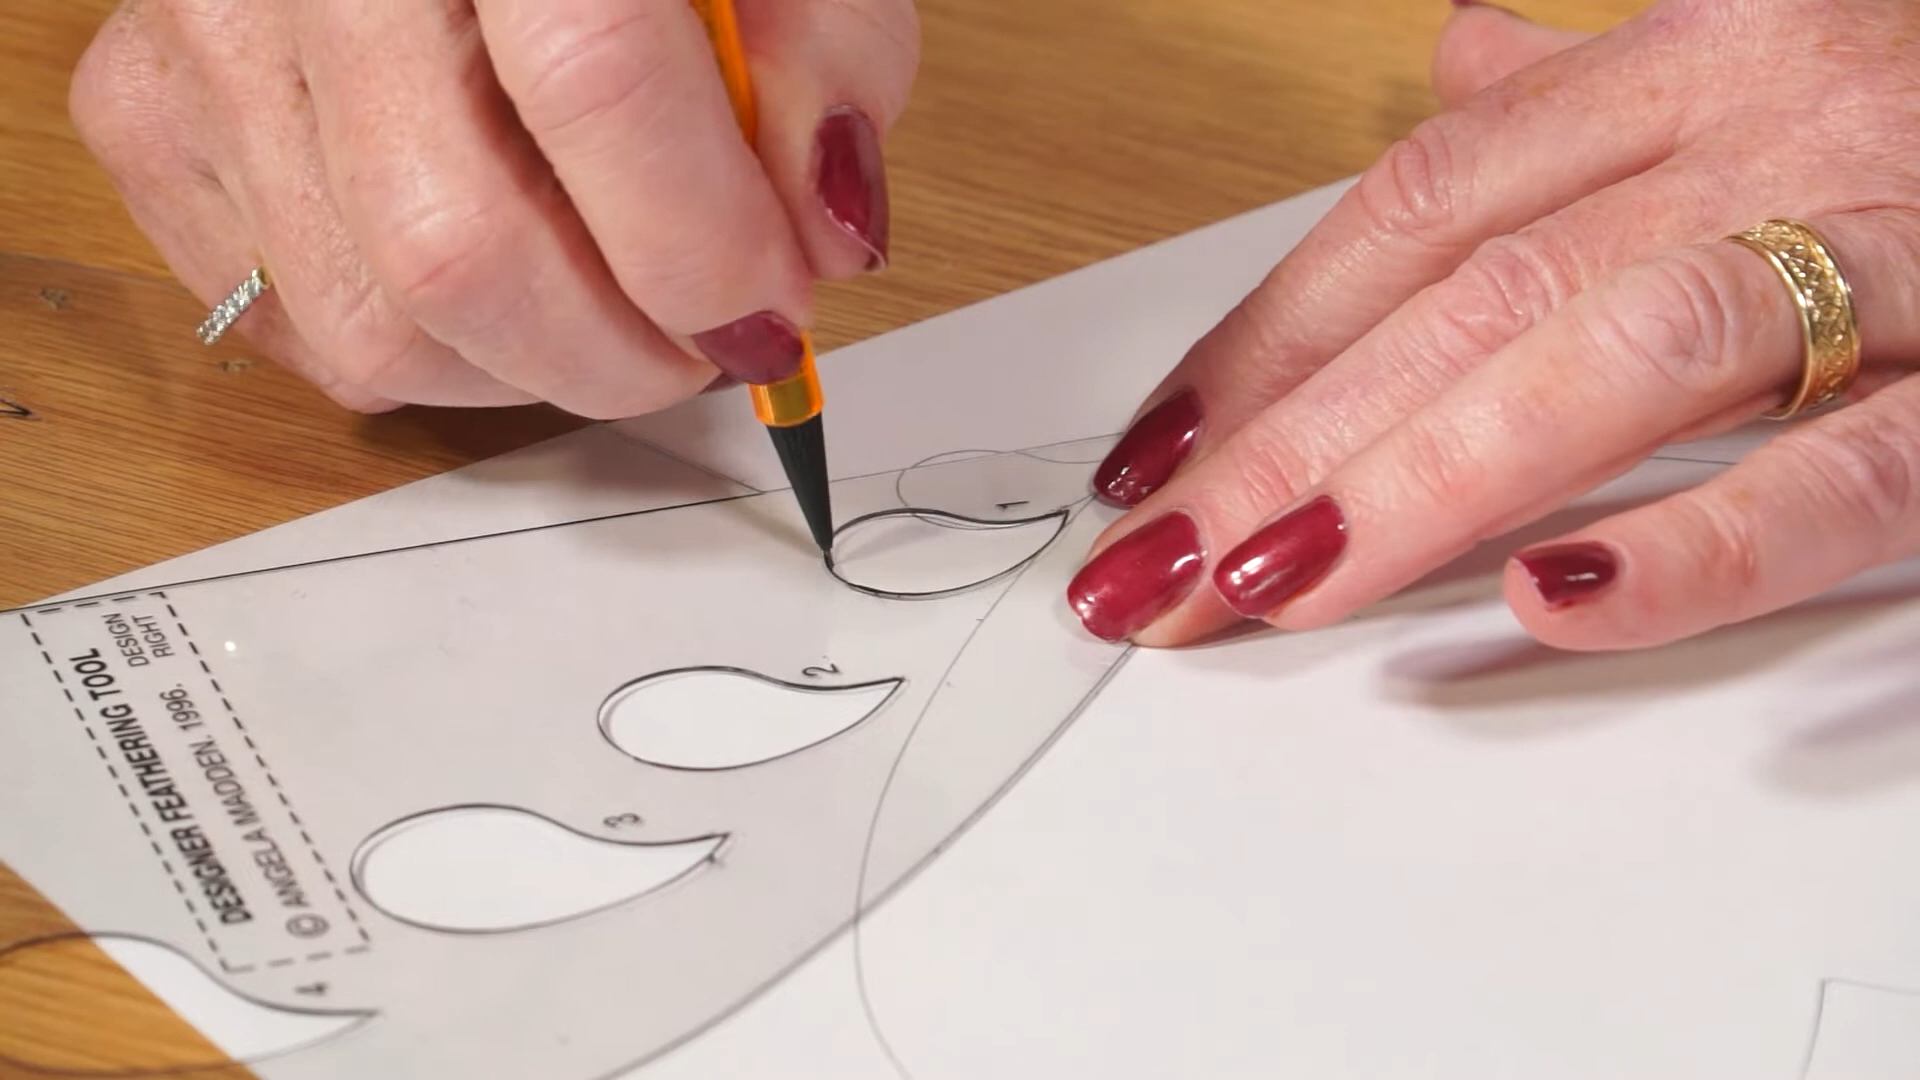 DESIGNER FEATHERING TOOL
© ANGELA MADDEN. 1996.
DESIGN
RIGHT
1
2
3
4